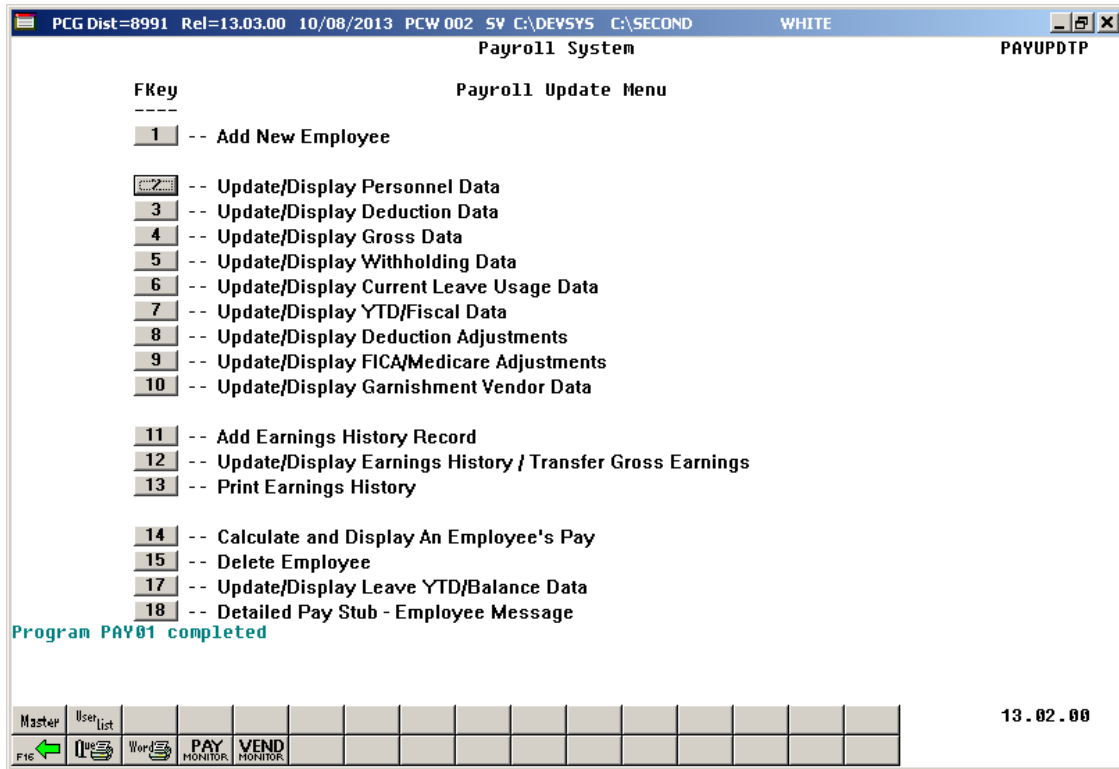 PCG Dist=8991 Rel=13.03.00 10/08/2013 PCW 002 SV C:\DEVSYS C:\SECOND WHITE
Payroll System PAYUPDTP
FKey Payroll Update Menu
----
1 -- Add New Employee
2 -- Update/Display Personnel Data
3 -- Update/Display Deduction Data
4 -- Update/Display Gross Data
5 -- Update/Display Withholding Data
6 -- Update/Display Current Leave Usage Data
7 -- Update/Display YTD/Fiscal Data
8 -- Update/Display Deduction Adjustments
9 -- Update/Display FICA/Medicare Adjustments
10 -- Update/Display Garnishment Vendor Data
11 -- Add Earnings History Record
12 -- Update/Display Earnings History / Transfer Gross Earnings
13 -- Print Earnings History
14 -- Calculate and Display An Employee's Pay
15 -- Delete Employee
17 -- Update/Display Leave YTD/Balance Data
18 -- Detailed Pay Stub - Employee Message
Program PAY01 completed
Master User List 13.02.00
F16 Que Word PAY MONITOR VEND MONITOR